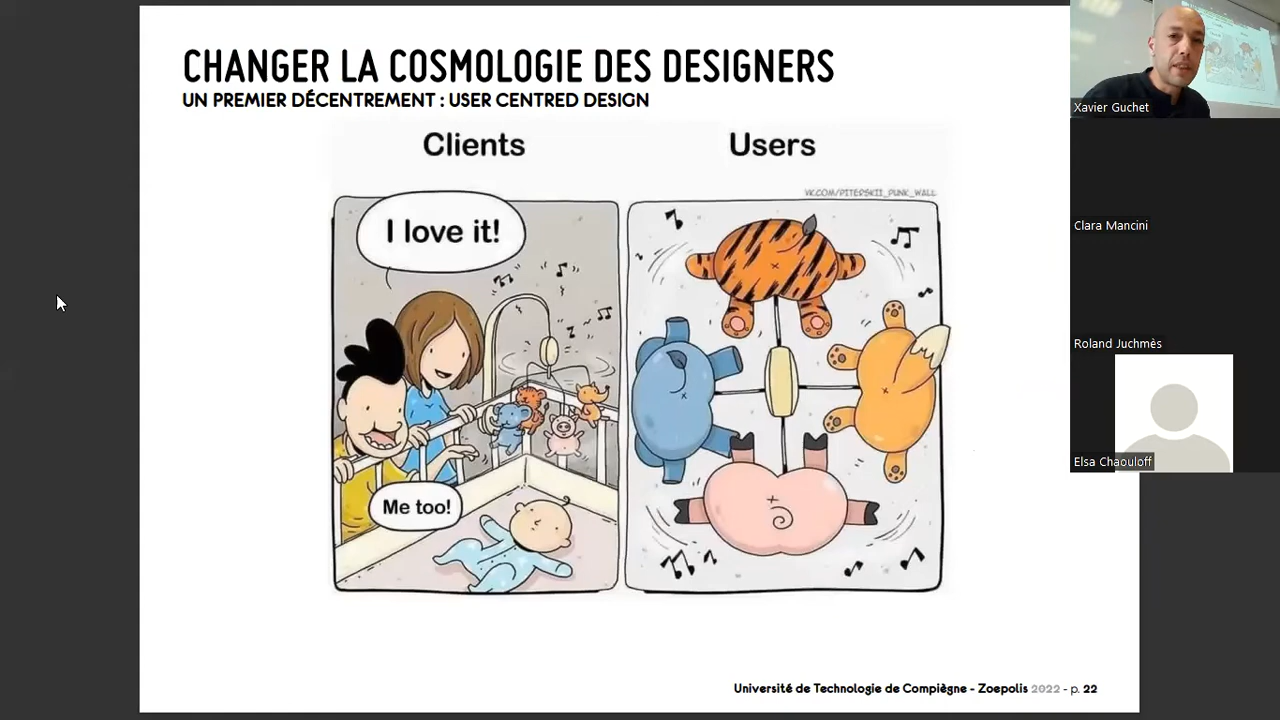 CHANGER LA COSMOLOGIE DES DESIGNERS
UN PREMIER DÉCENTREMENT : USER CENTRED DESIGN
Clients
Users
VK.COM/PITERSKII_PUNK_WALL
I love it!
Me too!
Université de Technologie de Compiègne - Zoepolis 2022 - p. 22
Xavier Guchet
Clara Mancini
Roland Juchmès
Elsa Chaouloff